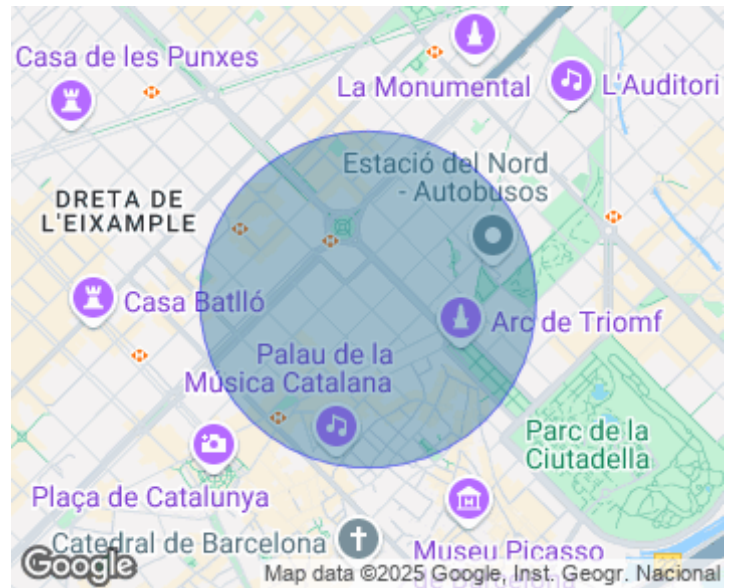 Casa de les Punxes
La Monumental
L'Auditori
Estació del Nord
- Autobusos
DRETA DE
L'EIXAMPLE
Casa Batlló
Arc de Triomf
Palau de la
Música Catalana
Parc de la
Ciutadella
Plaça de Catalunya
Catedral de Barcelona
Museu Picasso
Google
Map data ©2025 Google, Inst. Geogr. Nacional